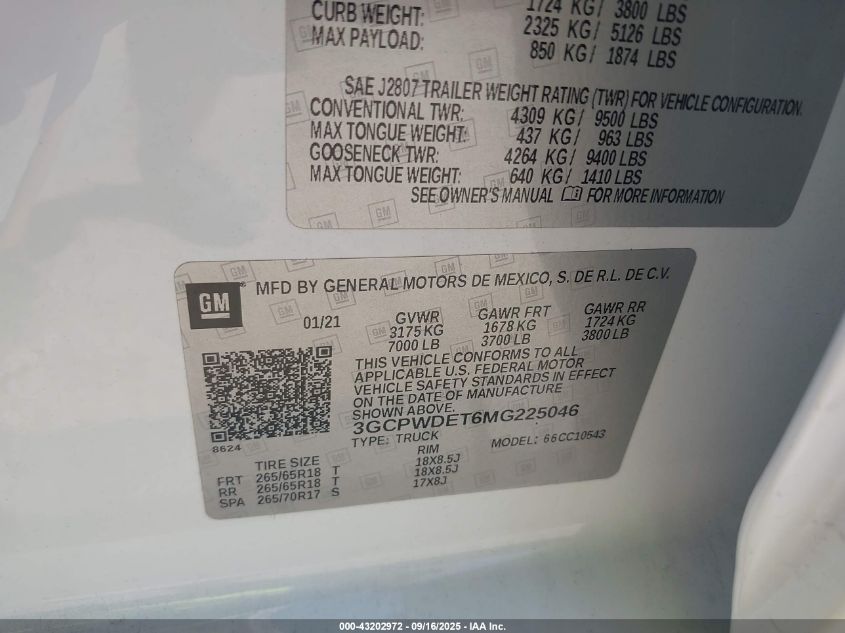 1724 KG/ 3800 LBS
CURB WEIGHT: 2325 KG/ 5126 LBS
MAX PAYLOAD: 850 KG/ 1874 LBS
SAE J2807 TRAILER WEIGHT RATING (TWR) FOR VEHICLE CONFIGURATION.
CONVENTIONAL TWR: 4309 KG/ 9500 LBS
MAX TONGUE WEIGHT: 437 KG/ 963 LBS
GOOSENECK TWR: 4264 KG/ 9400 LBS
MAX TONGUE WEIGHT: 640 KG/ 1410 LBS
SEE OWNER'S MANUAL FOR MORE INFORMATION
GM® MFD BY GENERAL MOTORS DE MEXICO, S. DE R.L. DE C.V.
01/21 GVWR GAWR FRT GAWR RR
3175 KG 1678 KG 1724 KG
7000 LB 3700 LB 3800 LB
THIS VEHICLE CONFORMS TO ALL
APPLICABLE U.S. FEDERAL MOTOR
VEHICLE SAFETY STANDARDS IN EFFECT
ON THE DATE OF MANUFACTURE
SHOWN ABOVE.
3GCPWDET6MG225046
8624 TYPE: TRUCK MODEL: 66CC10543
TIRE SIZE RIM
FRT 265/65R18 T 18X8.5J
RR 265/65R18 T 18X8.5J
SPA 265/70R17 S 17X8J
000-43202972 - 09/16/2025 - IAA Inc.